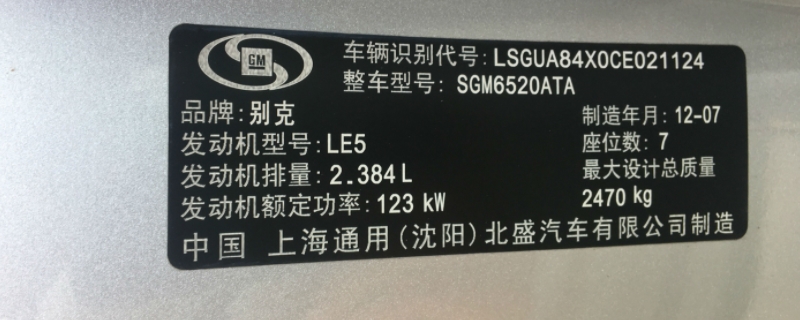 GM
车辆识别代号: LSGUA84X0CE021124
整车型号: SGM6520ATA
品牌: 别克 制造年月: 12-07
发动机型号: LE5 座位数: 7
发动机排量: 2.384 L 最大设计总质量
发动机额定功率: 123 kW 2470 kg
中国 上海通用(沈阳)北盛汽车有限公司制造